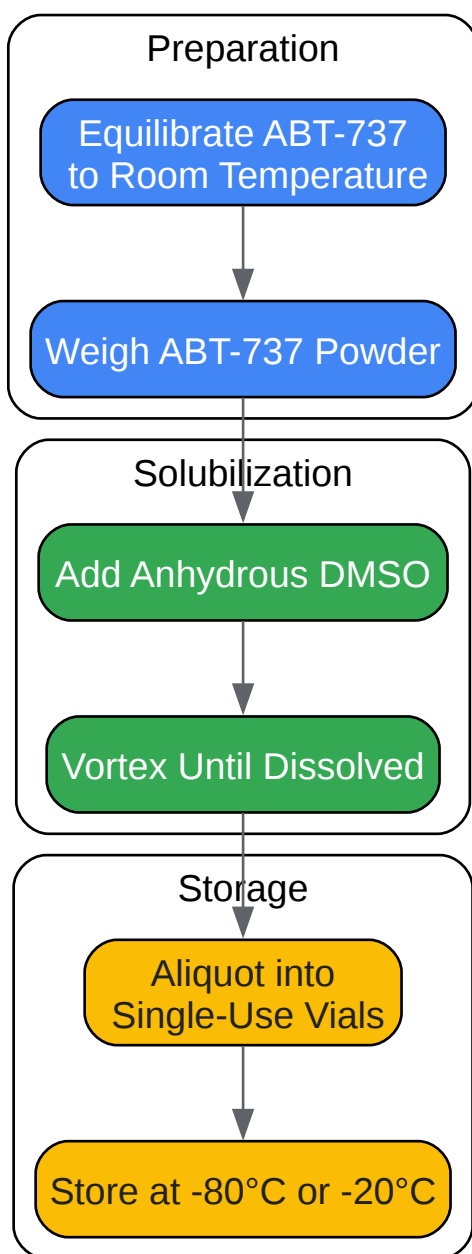 Preparation
Equilibrate ABT-737
to Room Temperature
Weigh ABT-737 Powder
Solubilization
Add Anhydrous DMSO
Vortex Until Dissolved
Storage
Aliquot into
Single-Use Vials
Store at -80°C or -20°C